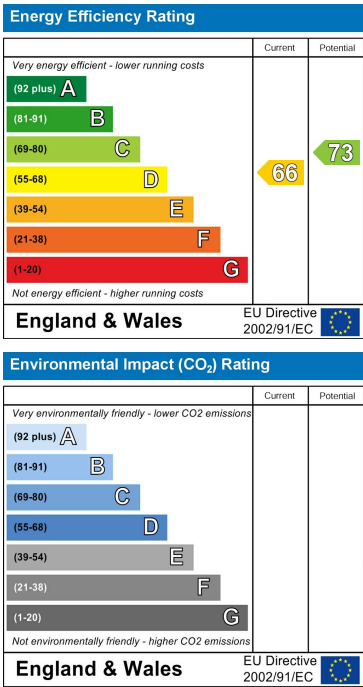 Energy Efficiency Rating
Current Potential
Very energy efficient - lower running costs
(92 plus) A
(81-91) B
(69-80) C
(55-68) D
(39-54) E
(21-38) F
(1-20) G
66
73
Not energy efficient - higher running costs
England & Wales
EU Directive
2002/91/EC
Environmental Impact (CO₂) Rating
Current Potential
Very environmentally friendly - lower CO2 emissions
(92 plus) A
(81-91) B
(69-80) C
(55-68) D
(39-54) E
(21-38) F
(1-20) G
Not environmentally friendly - higher CO2 emissions
England & Wales
EU Directive
2002/91/EC